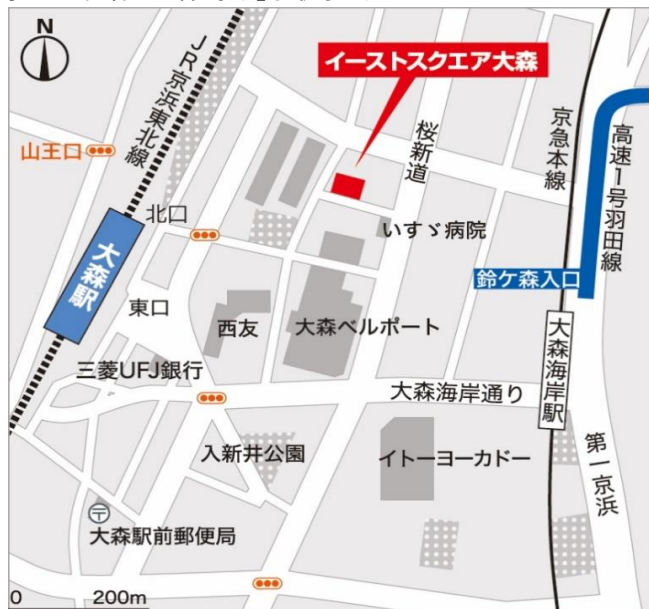 N
イーストスクエア大森
JR京浜東北線
桜新道
京急本線
高速1号羽田線
山王口
北口
いすゞ病院
大森駅
鈴ケ森入口
東口
西友
大森ベルポート
大森海岸駅
三菱UFJ銀行
大森海岸通り
入新井公園
イトーヨーカドー
第一京浜
〒
大森駅前郵便局
0 200m